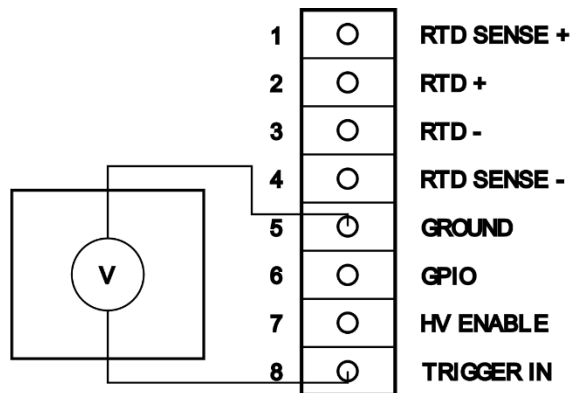 1 RTD SENSE +
2 RTD +
3 RTD -
4 RTD SENSE -
5 GROUND
V
6 GPIO
7 HV ENABLE
8 TRIGGER IN